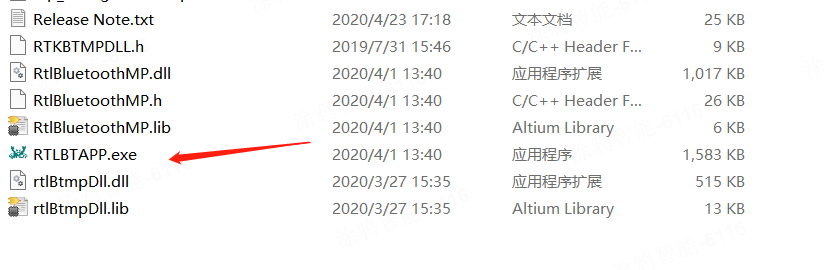 Release Note.txt 2020/4/23 17:18 文本文档 25 KB
RTKBTMPDLL.h 2019/7/31 15:46 C/C++ Header F... 9 KB
RtlBluetoothMP.dll 2020/4/1 13:40 应用程序扩展 1,017 KB
RtlBluetoothMP.h 2020/4/1 13:40 C/C++ Header F... 26 KB
RtlBluetoothMP.lib 2020/4/1 13:40 Altium Library 6 KB
RTLBTAPP.exe 2020/4/1 13:40 应用程序 1,583 KB
rtlBtmpDll.dll 2020/3/27 15:35 应用程序扩展 515 KB
rtlBtmpDll.lib 2020/3/27 15:35 Altium Library 13 KB